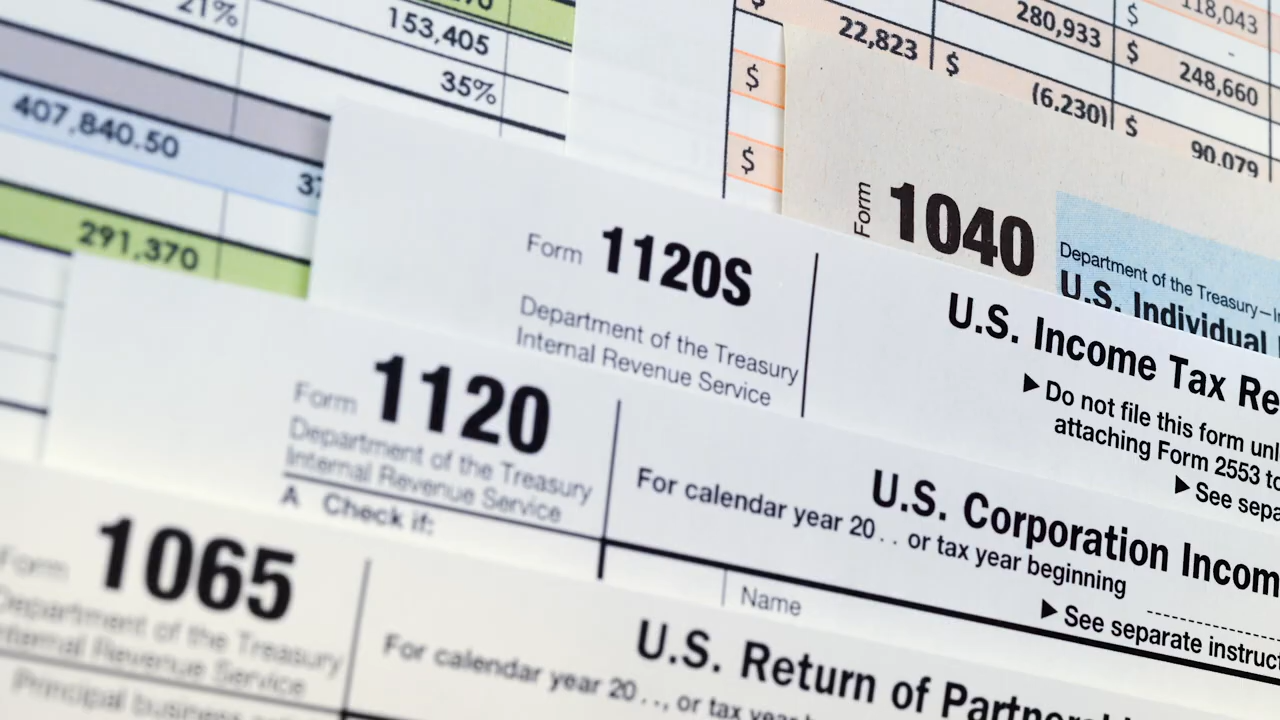 21%
153,405
35%
407,840.50
37
291,370
$
22,823
280,933
$
118,043
$
$
(6.230)
$
248,660
-
$
$
90.079
Form 1040
Department of the Treasury—
U.S. Individual
Form 1120S
Department of the Treasury
Internal Revenue Service
U.S. Income Tax Re
▶ Do not file this form unl
attaching Form 2553 to
▶ See sepa
Form 1120
Department of the Treasury
Internal Revenue Service
A Check if:
U.S. Corporation Incom
For calendar year 20 . . or tax year beginning
▶ See separate instruct
Name
Form 1065
Department of the Treasury
Internal Revenue Service
Principal business
U.S. Return of Partner
For calendar year 20 . . , or tax year